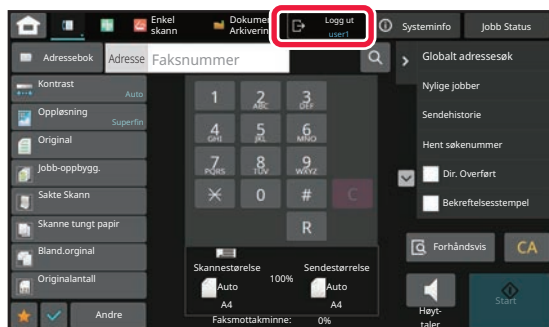 Enkel
skann
Dokumen
Arkivering
Logg ut
user1
Systeminfo
Jobb Status
Adressebok
Adresse
Faksnummer
Globalt adressesøk
Kontrast
Auto
Nylige jobber
Oppløsning
Superfin
Sendehistorie
Original
Hent søkenummer
Jobb-oppbygg.
Dir. Overført
Sakte Skann
Bekreftelsesstempel
Skanne tungt papir
Bland.orginal
Originalantall
Andre
1
2
ABC
3
DEF
4
GHI
5
JKL
6
MNO
7
PQRS
8
TUV
9
WXYZ
0
#
C
R
Skannestørelse
Sendestørrelse
Auto
100%
Auto
A4
A4
Faksmottakminne:
0%
Forhåndsvis
CA
Høyt-
taler
Start